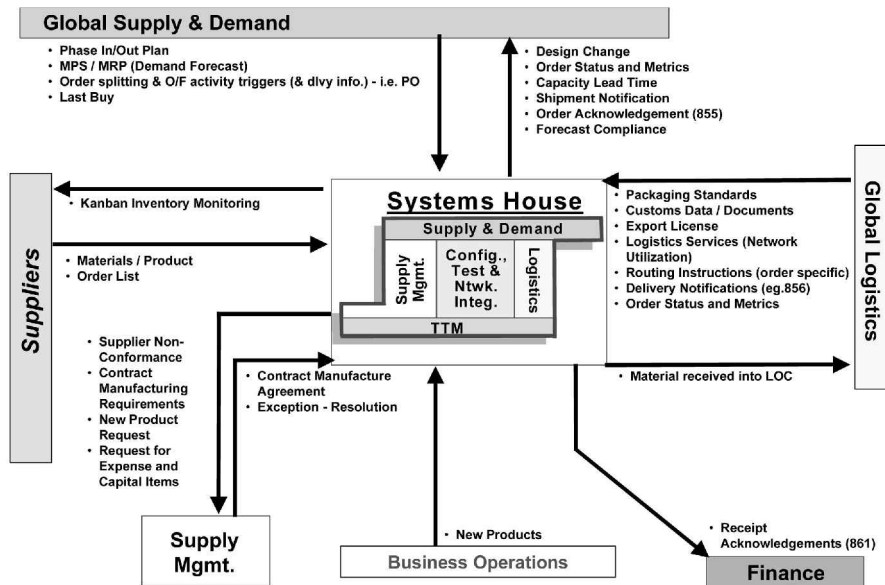 Global Supply & Demand
• Phase In/Out Plan
• MPS / MRP (Demand Forecast)
• Order splitting & O/F activity triggers (& dlvy info.) - i.e. PO
• Last Buy
• Design Change
• Order Status and Metrics
• Capacity Lead Time
• Shipment Notification
• Order Acknowledgement (855)
• Forecast Compliance
Suppliers
• Kanban Inventory Monitoring
• Materials / Product
• Order List
Systems House
Supply & Demand
Supply
Mgmt.
Config.,
Test &
Ntwk.
Integ.
Logistics
TTM
• Packaging Standards
• Customs Data / Documents
• Export License
• Logistics Services (Network
Utilization)
• Routing Instructions (order specific)
• Delivery Notifications (eg.856)
• Order Status and Metrics
Global Logistics
• Supplier Non-
Conformance
• Contract
Manufacturing
Requirements
• New Product
Request
• Request for
Expense and
Capital Items
• Contract Manufacture
Agreement
• Exception - Resolution
• Material received into LOC
Supply
Mgmt.
• New Products
Business Operations
• Receipt
Acknowledgements (861)
Finance